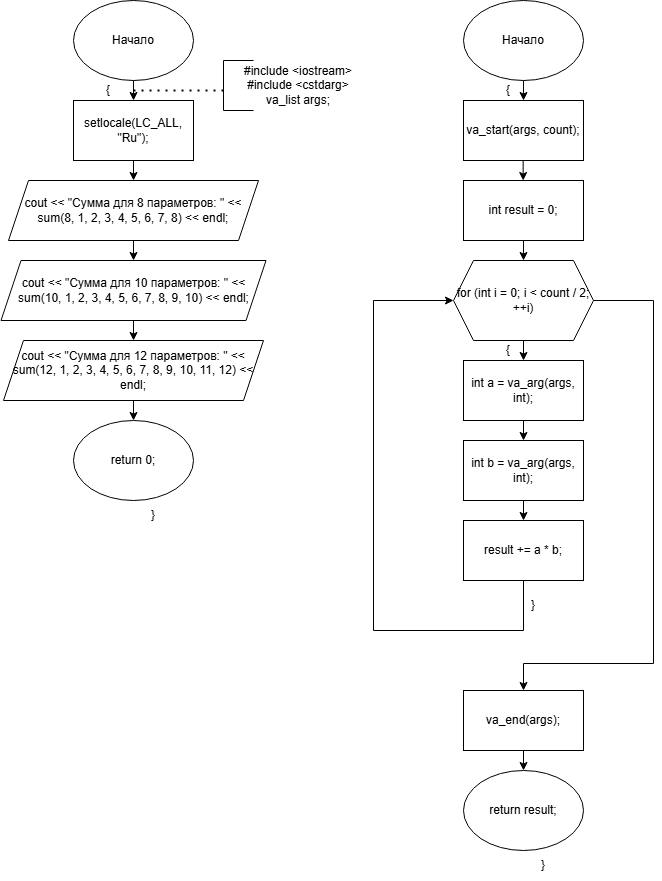 Начало
{
#include <iostream>
#include <cstdarg>
va_list args;
setlocale(LC_ALL,
"Ru");
cout << "Сумма для 8 параметров: " <<
sum(8, 1, 2, 3, 4, 5, 6, 7, 8) << endl;
cout << "Сумма для 10 параметров: " <<
sum(10, 1, 2, 3, 4, 5, 6, 7, 8, 9, 10) << endl;
cout << "Сумма для 12 параметров: " <<
sum(12, 1, 2, 3, 4, 5, 6, 7, 8, 9, 10, 11, 12) <<
endl;
return 0;
}
Начало
{
va_start(args, count);
int result = 0;
for (int i = 0; i < count / 2;
++i)
{
int a = va_arg(args,
int);
int b = va_arg(args,
int);
result += a * b;
}
va_end(args);
return result;
}